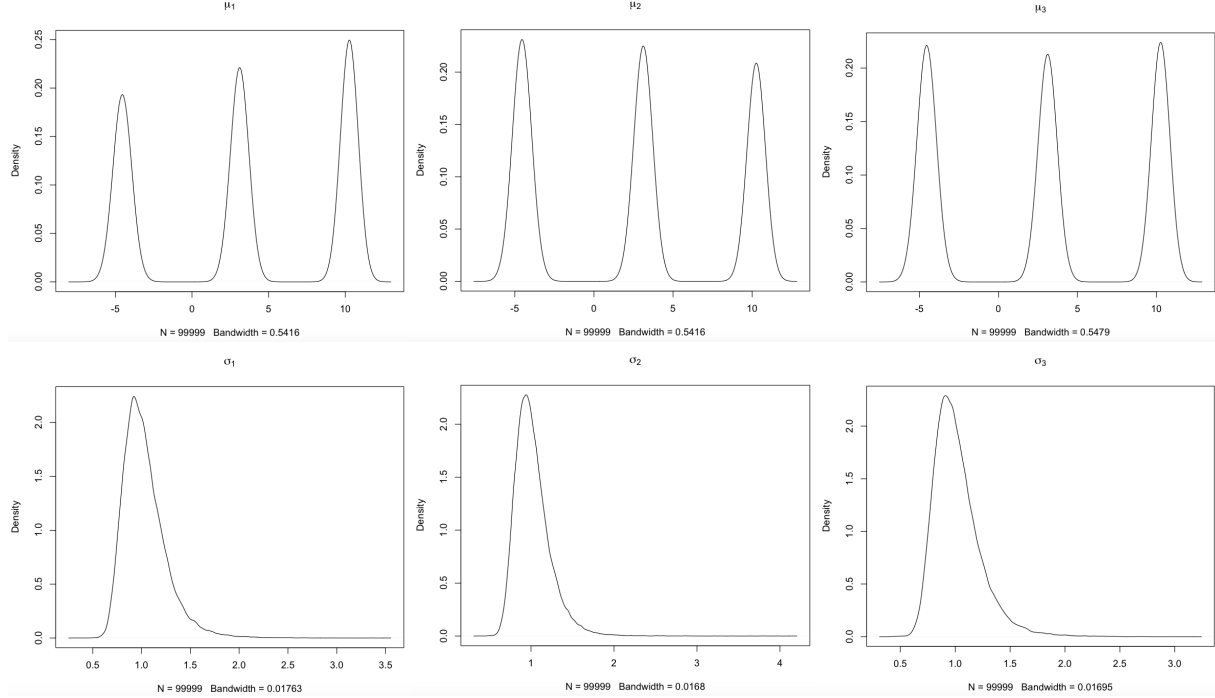 μ1
Density
0.00 0.05 0.10 0.15 0.20 0.25
-5 0 5 10
N = 99999 Bandwidth = 0.5416
μ2
Density
0.00 0.05 0.10 0.15 0.20
-5 0 5 10
N = 99999 Bandwidth = 0.5416
μ3
Density
0.00 0.05 0.10 0.15 0.20
-5 0 5 10
N = 99999 Bandwidth = 0.5479
σ1
Density
0.0 0.5 1.0 1.5 2.0
0.5 1.0 1.5 2.0 2.5 3.0 3.5
N = 99999 Bandwidth = 0.01763
σ2
Density
0.0 0.5 1.0 1.5 2.0
1 2 3 4
N = 99999 Bandwidth = 0.0168
σ3
Density
0.0 0.5 1.0 1.5 2.0
0.5 1.0 1.5 2.0 2.5 3.0
N = 99999 Bandwidth = 0.01695